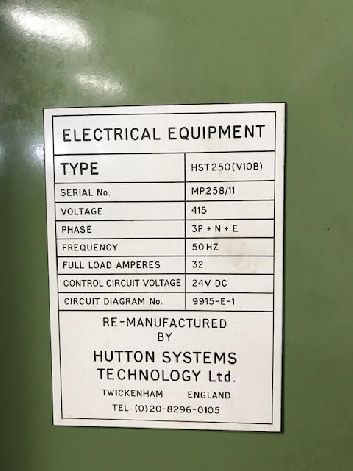 ELECTRICAL EQUIPMENT
TYPE HST250(V10B)
SERIAL No. MP258/11
VOLTAGE 415
PHASE 3P + N + E
FREQUENCY 50 HZ
FULL LOAD AMPERES 32
CONTROL CIRCUIT VOLTAGE 24V DC
CIRCUIT DIAGRAM No. 9915-E-1
RE-MANUFACTURED
BY
HUTTON SYSTEMS
TECHNOLOGY Ltd.
TWICKENHAM ENGLAND
TEL (0)20-8296-0105